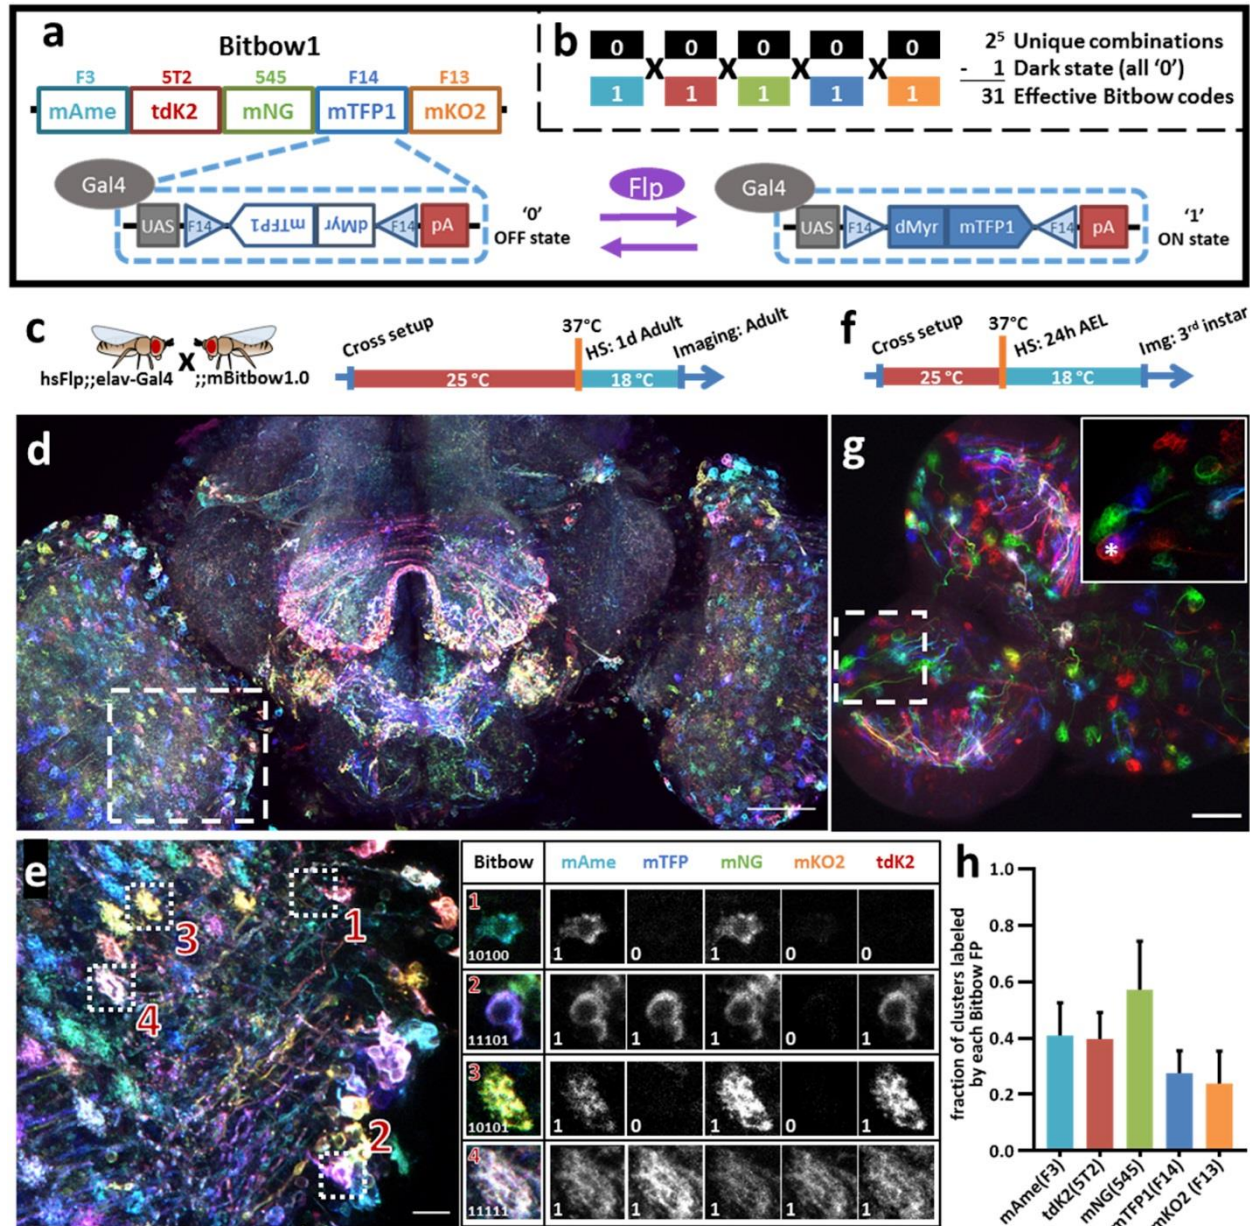 a
Bitbow1
F3 5T2 545 F14 F13
mAme tdK2 mNG mTFP1 mKO2
Gal4
UAS F14 mTFP1 dMyr F14 pA
'0'
OFF state
Flp
Gal4
UAS F14 dMyr mTFP1 F14 pA
'1'
ON state
b
0 X 0 X 0 X 0 X 0
1 1 1 1 1
2⁵ Unique combinations
- 1 Dark state (all '0')
31 Effective Bitbow codes
c
hsFlp;;elav-Gal4 X ;;mBitbow1.0
Cross setup
25 °C
37°C
HS: 1d Adult
18 °C
Imaging: Adult
f
Cross setup
25 °C
37°C
HS: 24h AEL
18 °C
Img: 3rd instar
d
g
*
e
1
3
4
2
Bitbow mAme mTFP mNG mKO2 tdK2
1
10100 1 0 1 0 0
2
11101 1 1 1 0 1
3
10101 1 0 1 0 1
4
11111 1 1 1 1 1
h
fraction of clusters labeled
by each Bitbow FP
1.0
0.8
0.6
0.4
0.2
0.0
mAme(F3)
tdK2(5T2)
mNG(545)
mTFP1(F14)
mKO2 (F13)